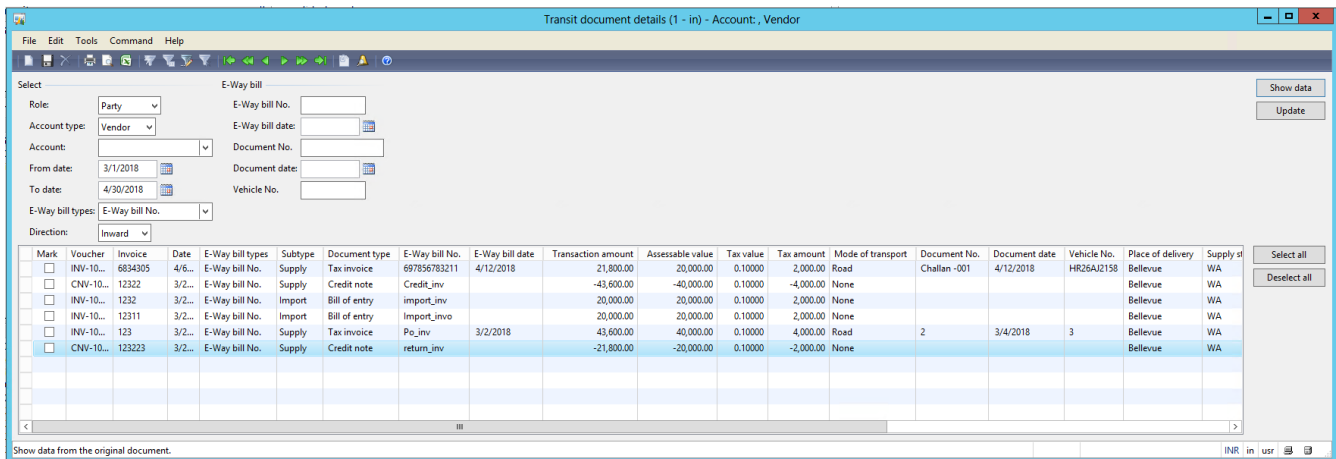 Transit document details (1 - in) - Account: , Vendor
File Edit Tools Command Help
Select E-Way bill Show data
Role: Party E-Way bill No. Update
Account type: Vendor E-Way bill date:
Account: Document No.
From date: 3/1/2018 Document date:
To date: 4/30/2018 Vehicle No.
E-Way bill types: E-Way bill No.
Direction: Inward
Mark Voucher Invoice Date E-Way bill types Subtype Document type E-Way bill No. E-Way bill date Transaction amount Assessable value Tax value Tax amount Mode of transport Document No. Document date Vehicle No. Place of delivery Supply st Select all
INV-10... 6834305 4/6... E-Way bill No. Supply Tax invoice 697856783211 4/12/2018 21,800.00 20,000.00 0.10000 2,000.00 Road Challan -001 4/12/2018 HR26AJ2158 Bellevue WA
CNV-10... 12322 3/2... E-Way bill No. Supply Credit note Credit_inv -43,600.00 -40,000.00 0.10000 -4,000.00 None Bellevue WA Deselect all
INV-10... 1232 3/2... E-Way bill No. Import Bill of entry import_inv 20,000.00 20,000.00 0.10000 2,000.00 None Bellevue WA
INV-10... 12311 3/2... E-Way bill No. Import Bill of entry Import_invo 20,000.00 20,000.00 0.10000 2,000.00 None Bellevue WA
INV-10... 123 3/2... E-Way bill No. Supply Tax invoice Po_inv 3/2/2018 43,600.00 40,000.00 0.10000 4,000.00 Road 2 3/4/2018 3 Bellevue WA
CNV-10... 123223 3/2... E-Way bill No. Supply Credit note return_inv -21,800.00 -20,000.00 0.10000 -2,000.00 None Bellevue WA
Show data from the original document. INR in usr